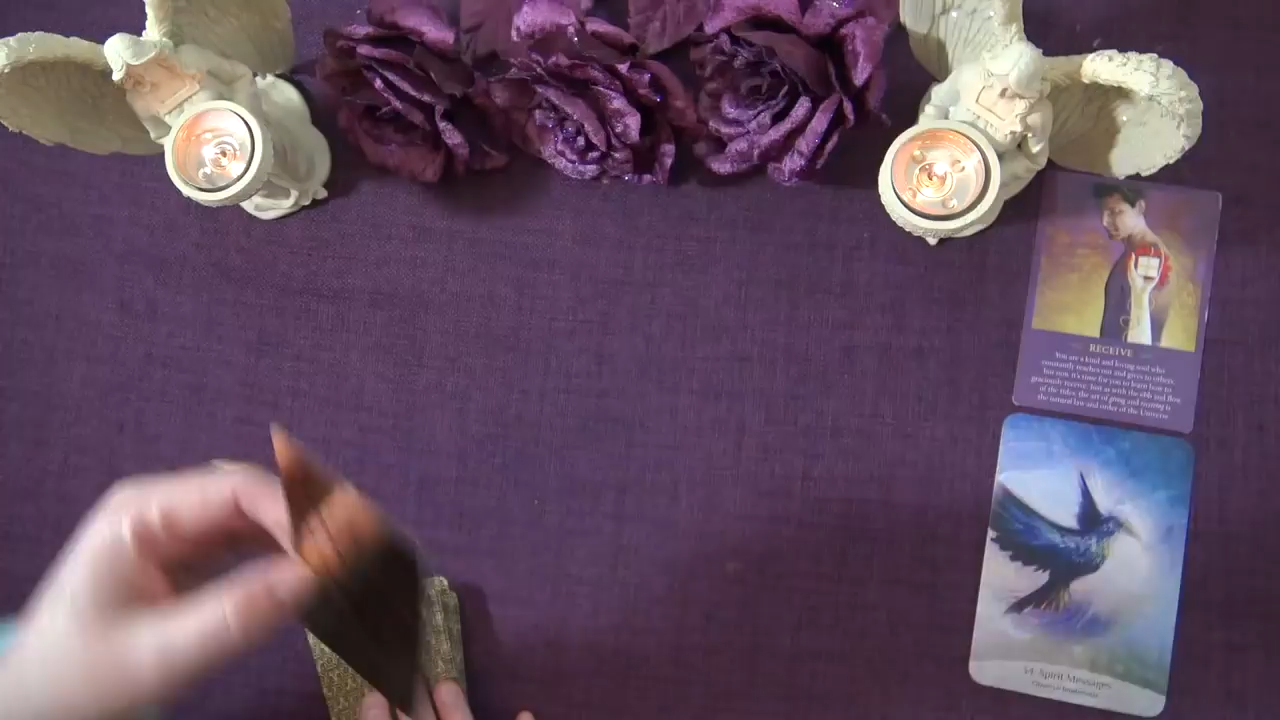 RECEIVE
You are a kind and loving soul who
constantly reaches out and gives to others,
but now it's time for you to learn how to
graciously receive. Just as with the ebb and flow
of the tides, the art of giving and receiving is
the natural law and order of the Universe
54. Spirit Messages